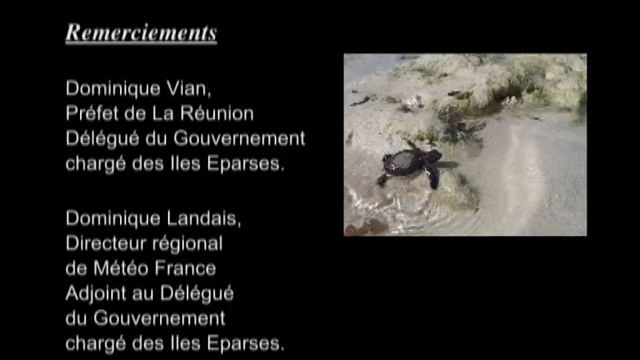 Remerciements
Dominique Vian,
Préfet de La Réunion
Délégué du Gouvernement
chargé des Iles Eparses.
Dominique Landais,
Directeur régional
de Météo France
Adjoint au Délégué
du Gouvernement
chargé des Iles Eparses.